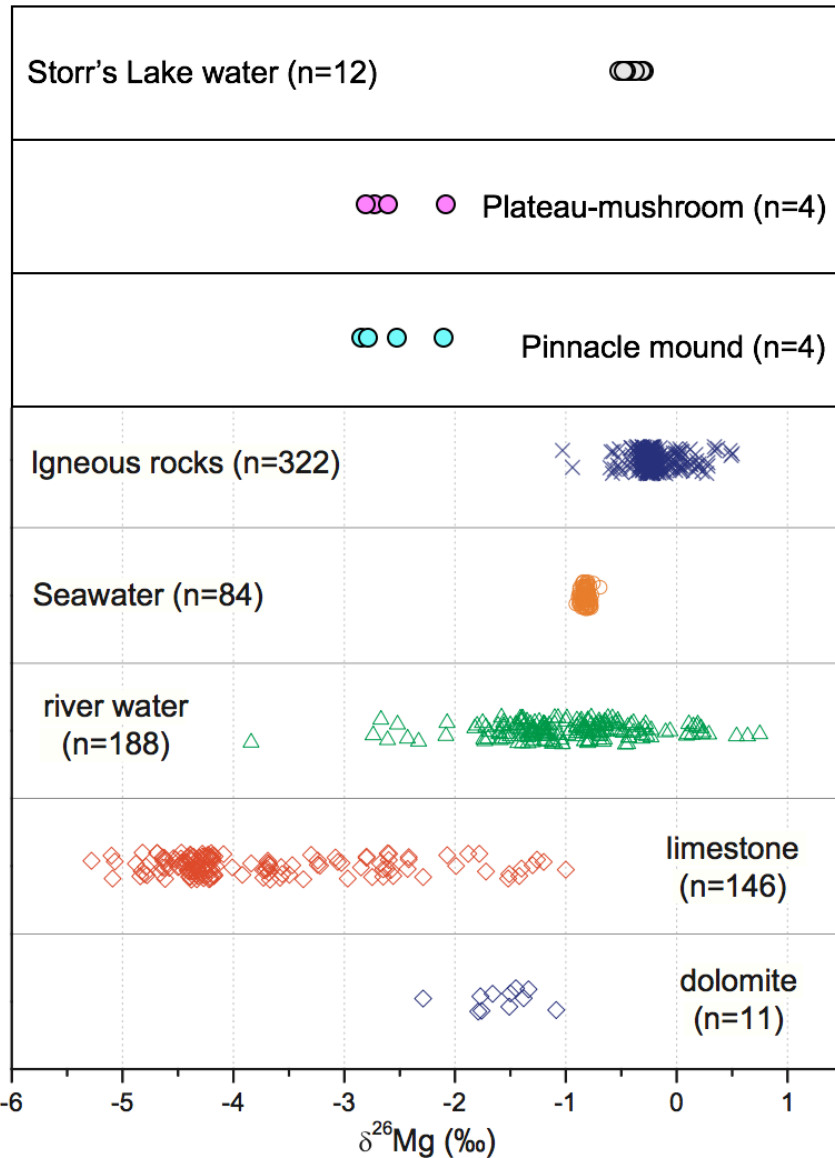 Storr's Lake water (n=12)
Plateau-mushroom (n=4)
Pinnacle mound (n=4)
Igneous rocks (n=322)
Seawater (n=84)
river water
(n=188)
limestone
(n=146)
dolomite
(n=11)
-6 -5 -4 -3 -2 -1 0 1
δ²⁶Mg (‰)